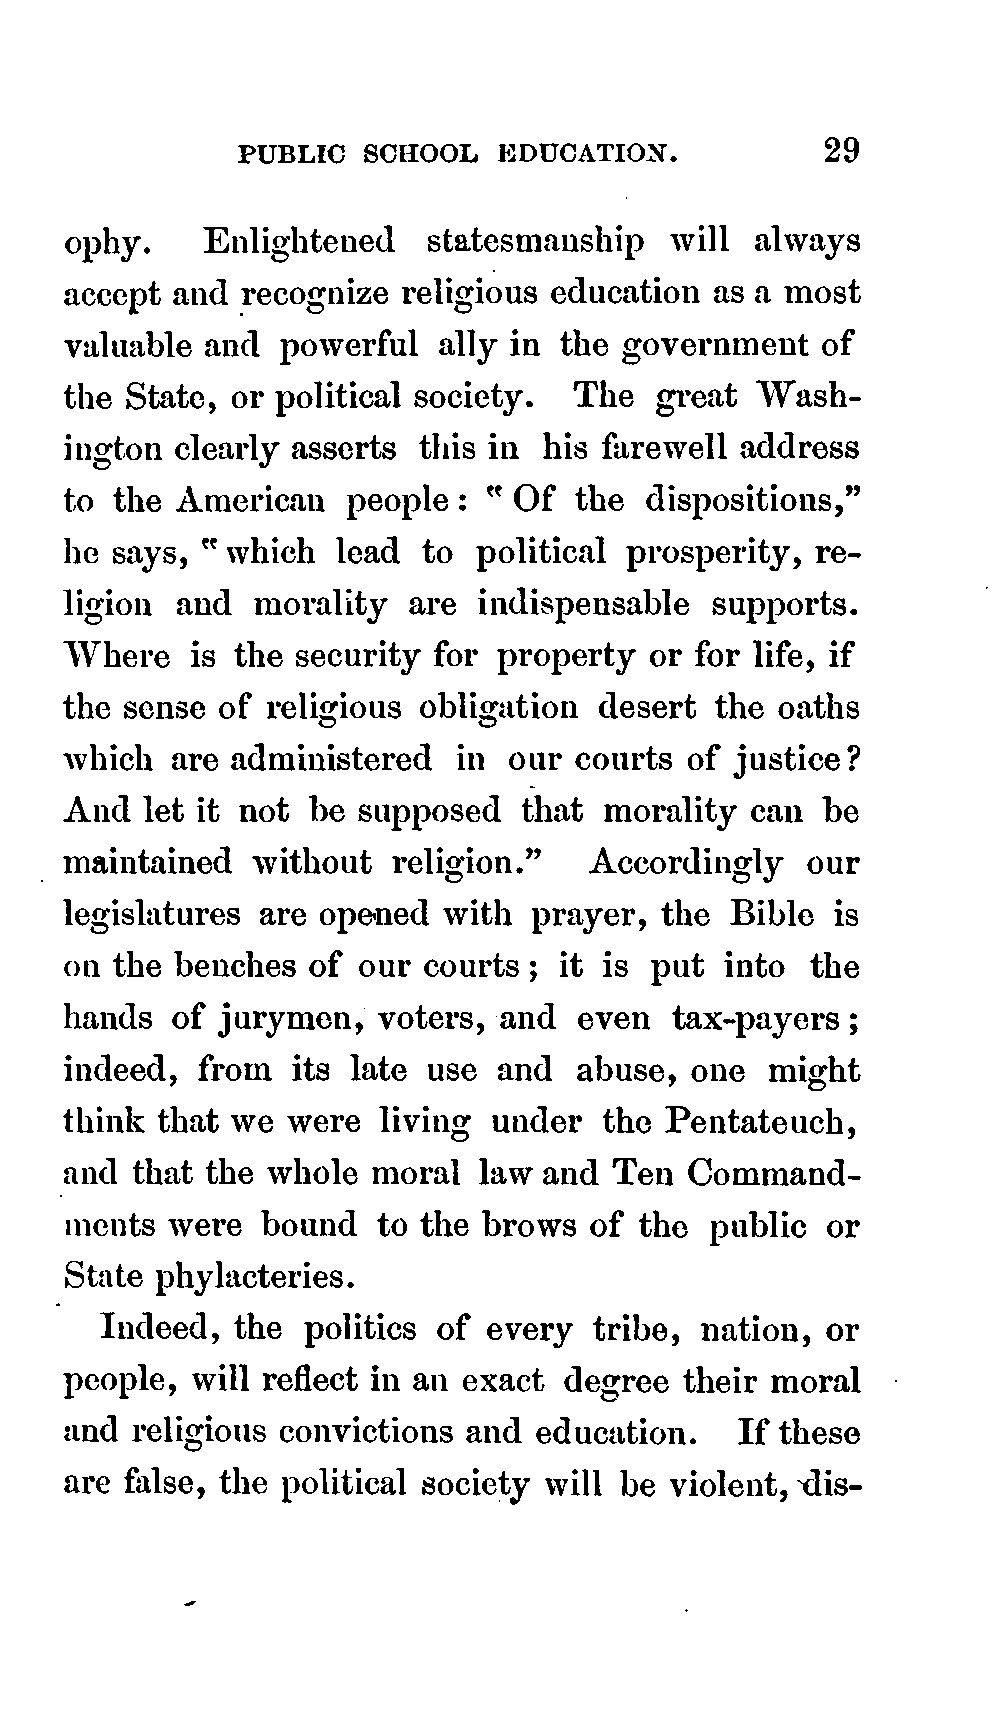 PUBLIC SCHOOL EDUCATION. 29
ophy. Enlightened statesmanship will always
accept and recognize religious education as a most
valuable and powerful ally in the government of
the State, or political society. The great Wash-
ington clearly asserts this in his farewell address
to the American people: "Of the dispositions,"
he says, "which lead to political prosperity, re-
ligion and morality are indispensable supports.
Where is the security for property or for life, if
the sense of religious obligation desert the oaths
which are administered in our courts of justice?
And let it not be supposed that morality can be
maintained without religion." Accordingly our
legislatures are opened with prayer, the Bible is
on the benches of our courts; it is put into the
hands of jurymen, voters, and even tax-payers;
indeed, from its late use and abuse, one might
think that we were living under the Pentateuch,
and that the whole moral law and Ten Command-
ments were bound to the brows of the public or
State phylacteries.
Indeed, the politics of every tribe, nation, or
people, will reflect in an exact degree their moral
and religious convictions and education. If these
are false, the political society will be violent, dis-